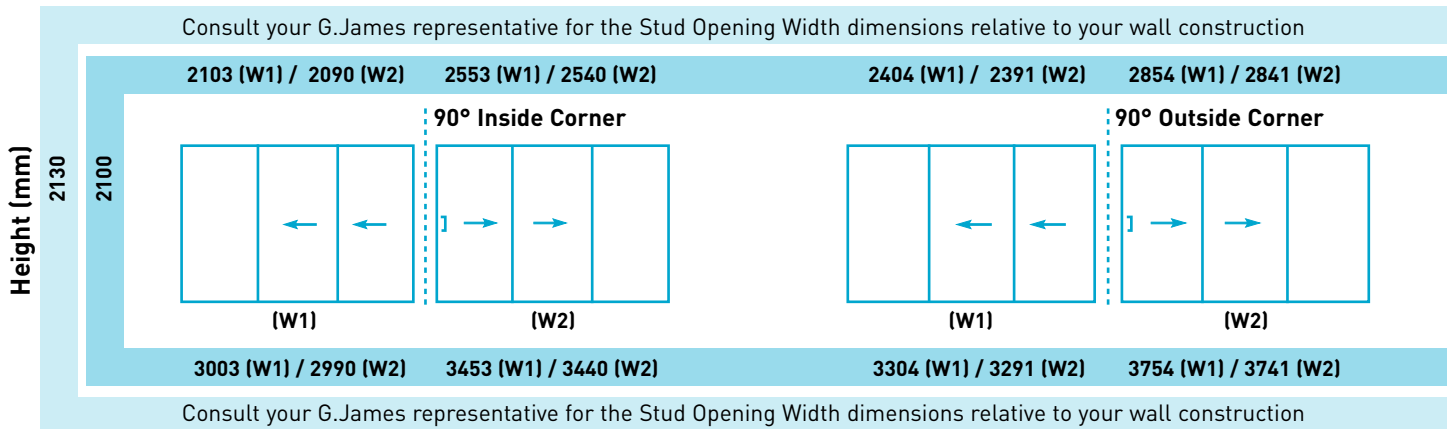 Consult your G.James representative for the Stud Opening Width dimensions relative to your wall construction
2103 (W1) / 2090 (W2) 2553 (W1) / 2540 (W2) 2404 (W1) / 2391 (W2) 2854 (W1) / 2841 (W2)
90° Inside Corner 90° Outside Corner
Height (mm)
2130
2100
(W1) (W2) (W1) (W2)
3003 (W1) / 2990 (W2) 3453 (W1) / 3440 (W2) 3304 (W1) / 3291 (W2) 3754 (W1) / 3741 (W2)
Consult your G.James representative for the Stud Opening Width dimensions relative to your wall construction